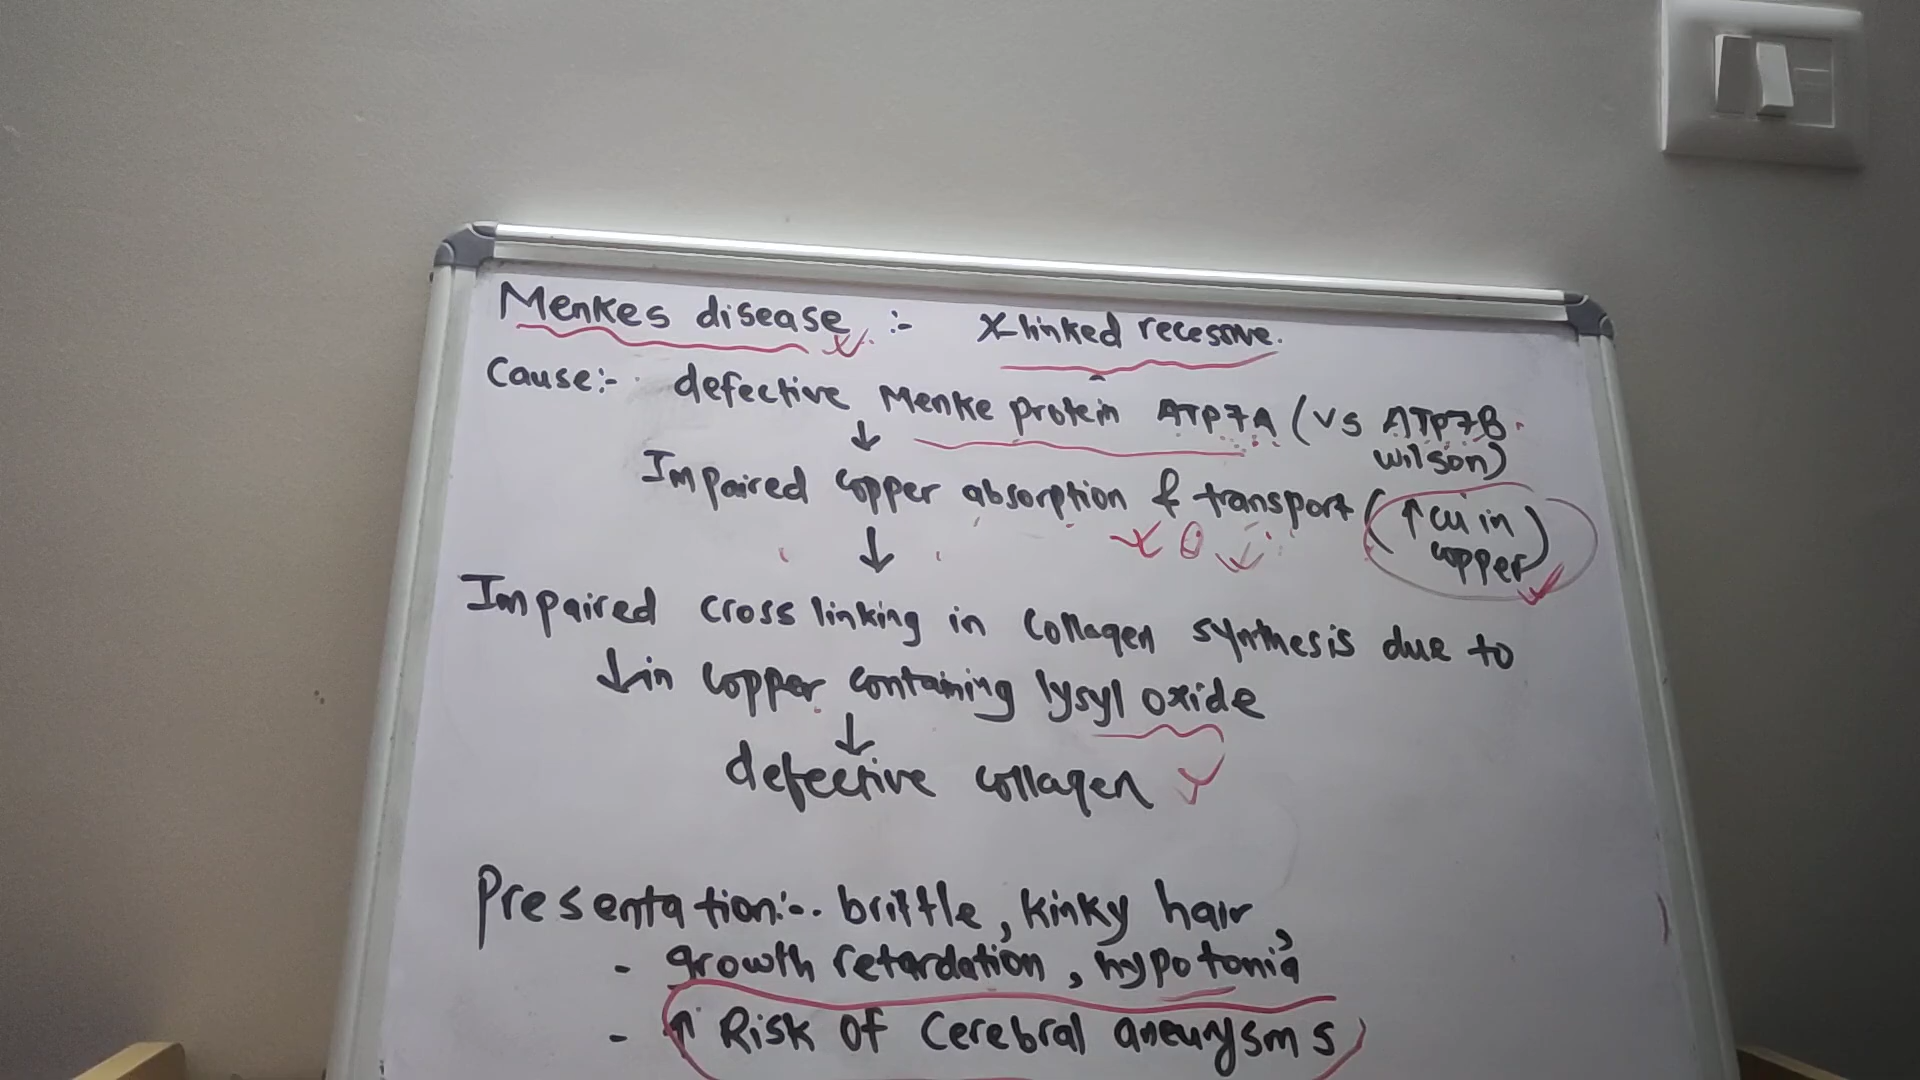 Menkes disease :- X-linked recessive.
Cause:- defective Menke protein ATP7A (vs ATP7B
wilson)
↓
Impaired copper absorption & transport (↑ cu in
copper)
↓
Impaired cross linking in collagen synthesis due to
↓ in copper containing lysyl oxide
↓
defective collagen
Presentation:- brittle, kinky hair,
- growth retardation, hypotonia
- ↑ Risk of cerebral aneurysms